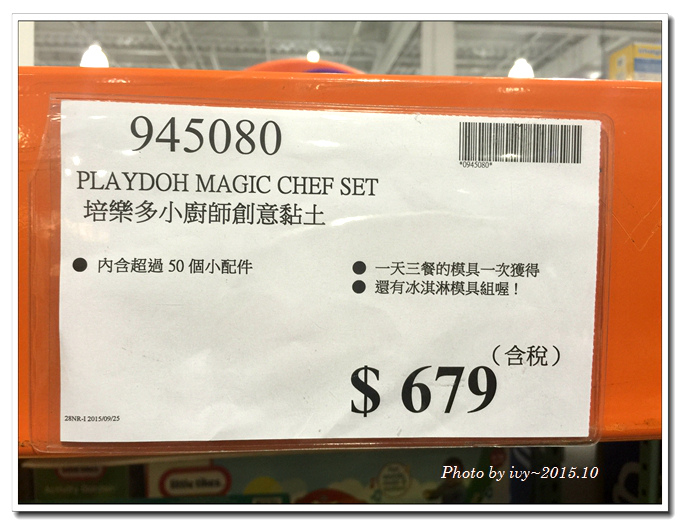 945080
*0945080*
PLAYDOH MAGIC CHEF SET
培樂多小廚師創意黏土
● 內含超過 50 個小配件
● 一天三餐的模具一次獲得
● 還有冰淇淋模具組喔！
（含稅）
$ 679
28NR-I 2015/09/25
little tikes
Photo by ivy~2015.10